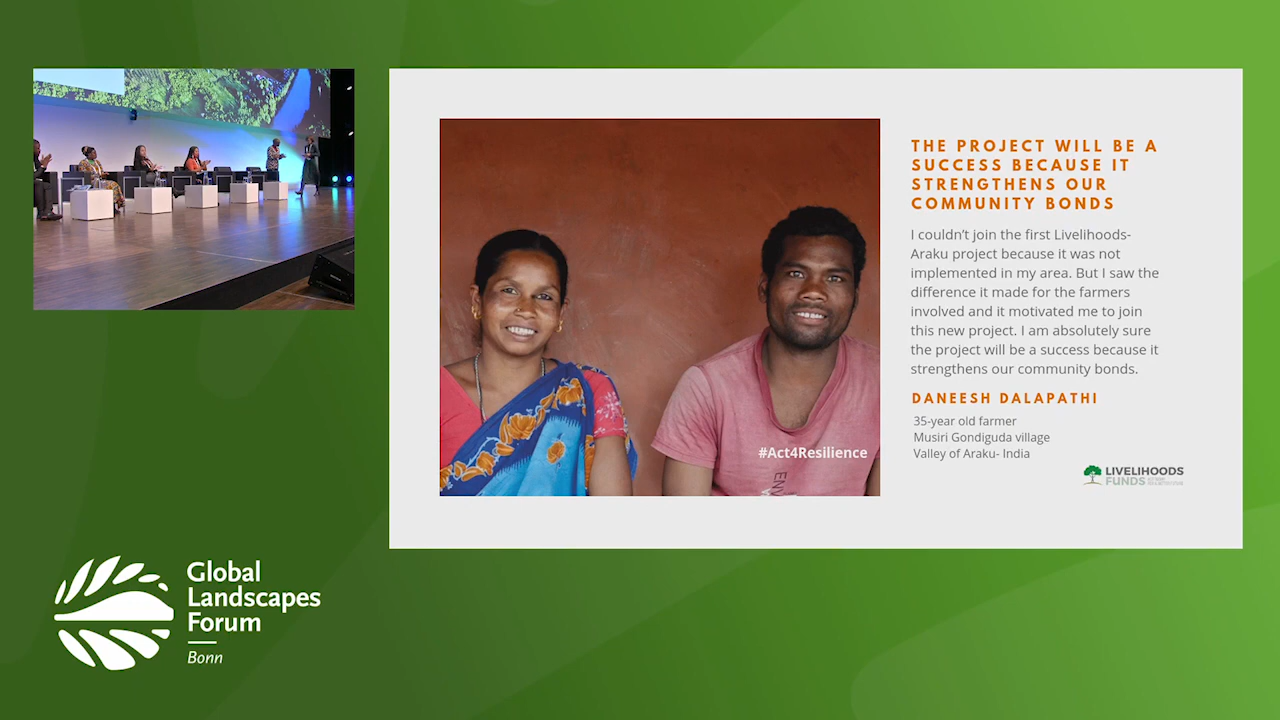 THE PROJECT WILL BE A
SUCCESS BECAUSE IT
STRENGTHENS OUR
COMMUNITY BONDS
I couldn't join the first Livelihoods-
Araku project because it was not
implemented in my area. But I saw the
difference it made for the farmers
involved and it motivated me to join
this new project. I am absolutely sure
the project will be a success because it
strengthens our community bonds.
DANEESH DALAPATHI
35-year old farmer
Musiri Gondiguda village
Valley of Araku- India
#Act4Resilience
ENV
LIVELIHOODS
FUNDS
Global
Landscapes
Forum
Bonn